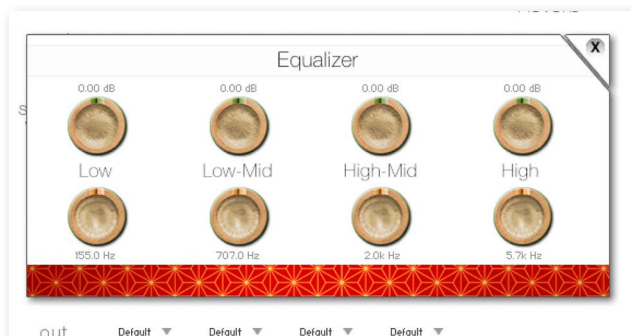 X
Equalizer
0.00 dB 0.00 dB 0.00 dB 0.00 dB
Low Low-Mid High-Mid High
155.0 Hz 707.0 Hz 2.0k Hz 5.7k Hz
out Default Default Default Default